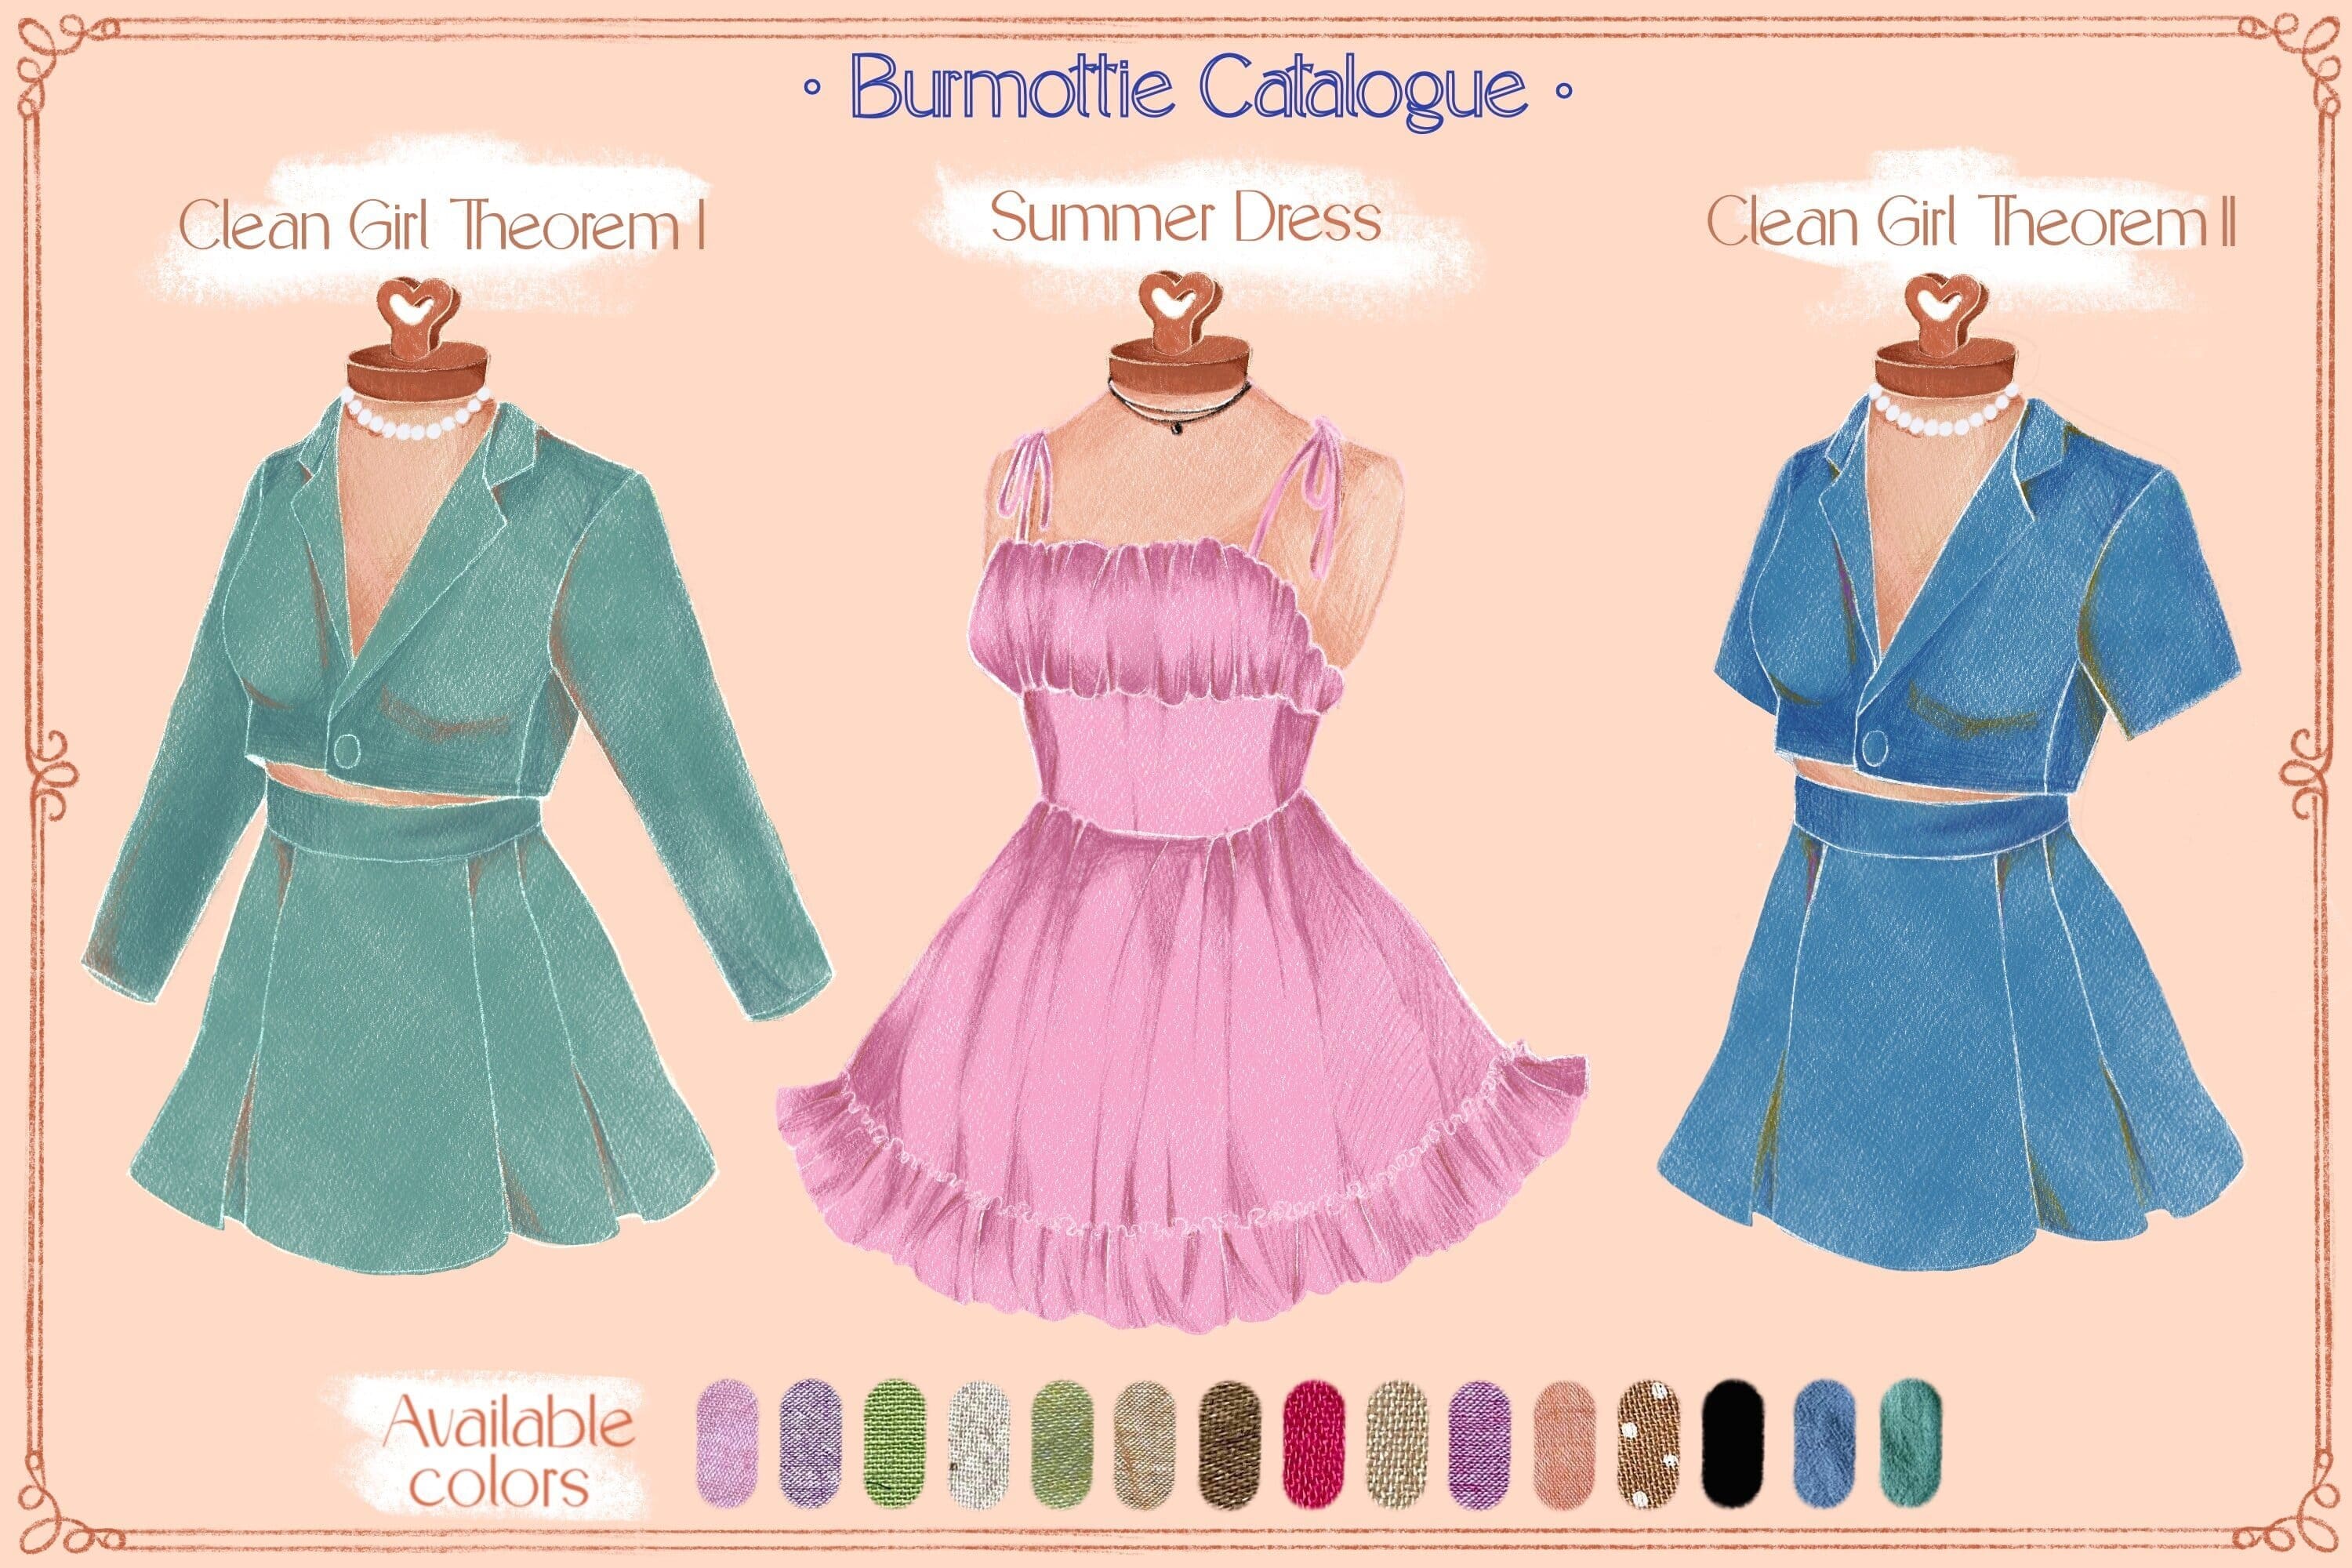 • Burmottie Catalogue •
Clean Girl Theorem I
Summer Dress
Clean Girl Theorem II
Available
colors